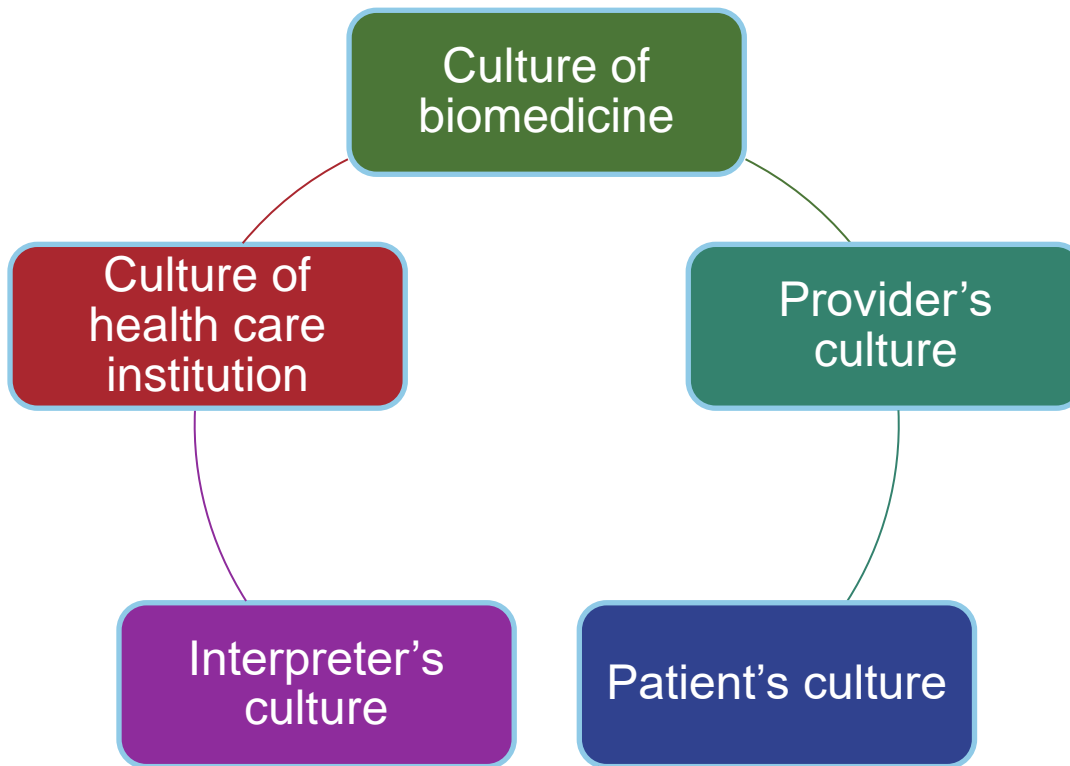 Culture of
biomedicine
Culture of
health care
institution
Provider’s
culture
Interpreter’s
culture
Patient’s culture